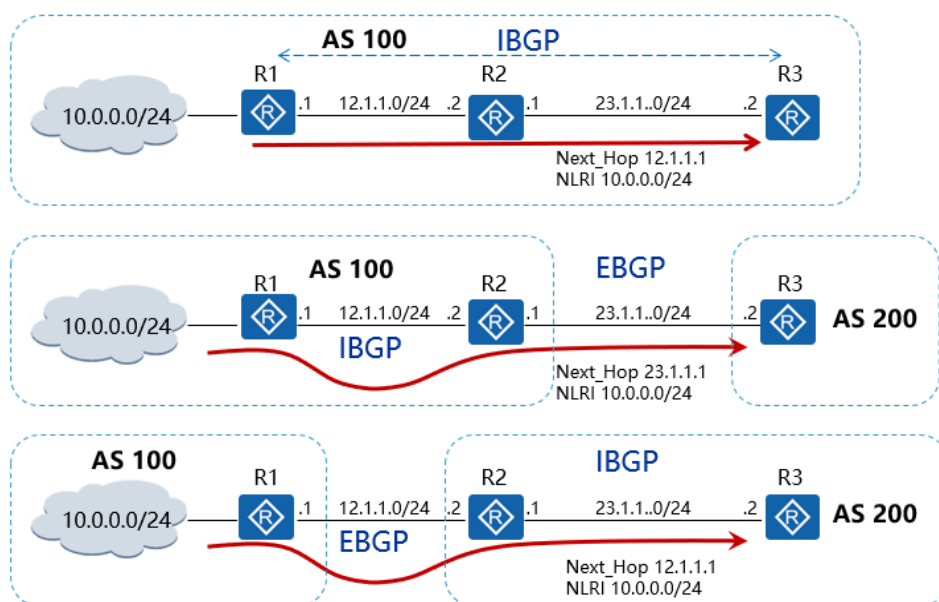 AS 100 IBGP
R1 R2 R3
10.0.0.0/24 R .1 12.1.1.0/24 .2 R .1 23.1.1..0/24 .2 R
Next_Hop 12.1.1.1
NLRI 10.0.0.0/24
AS 100 EBGP
R1 R2 R3
10.0.0.0/24 R .1 12.1.1.0/24 .2 R .1 23.1.1..0/24 .2 R AS 200
IBGP
Next_Hop 23.1.1.1
NLRI 10.0.0.0/24
AS 100 IBGP
R1 R2 R3
10.0.0.0/24 R .1 12.1.1.0/24 .2 R .1 23.1.1..0/24 .2 R AS 200
EBGP
Next_Hop 12.1.1.1
NLRI 10.0.0.0/24